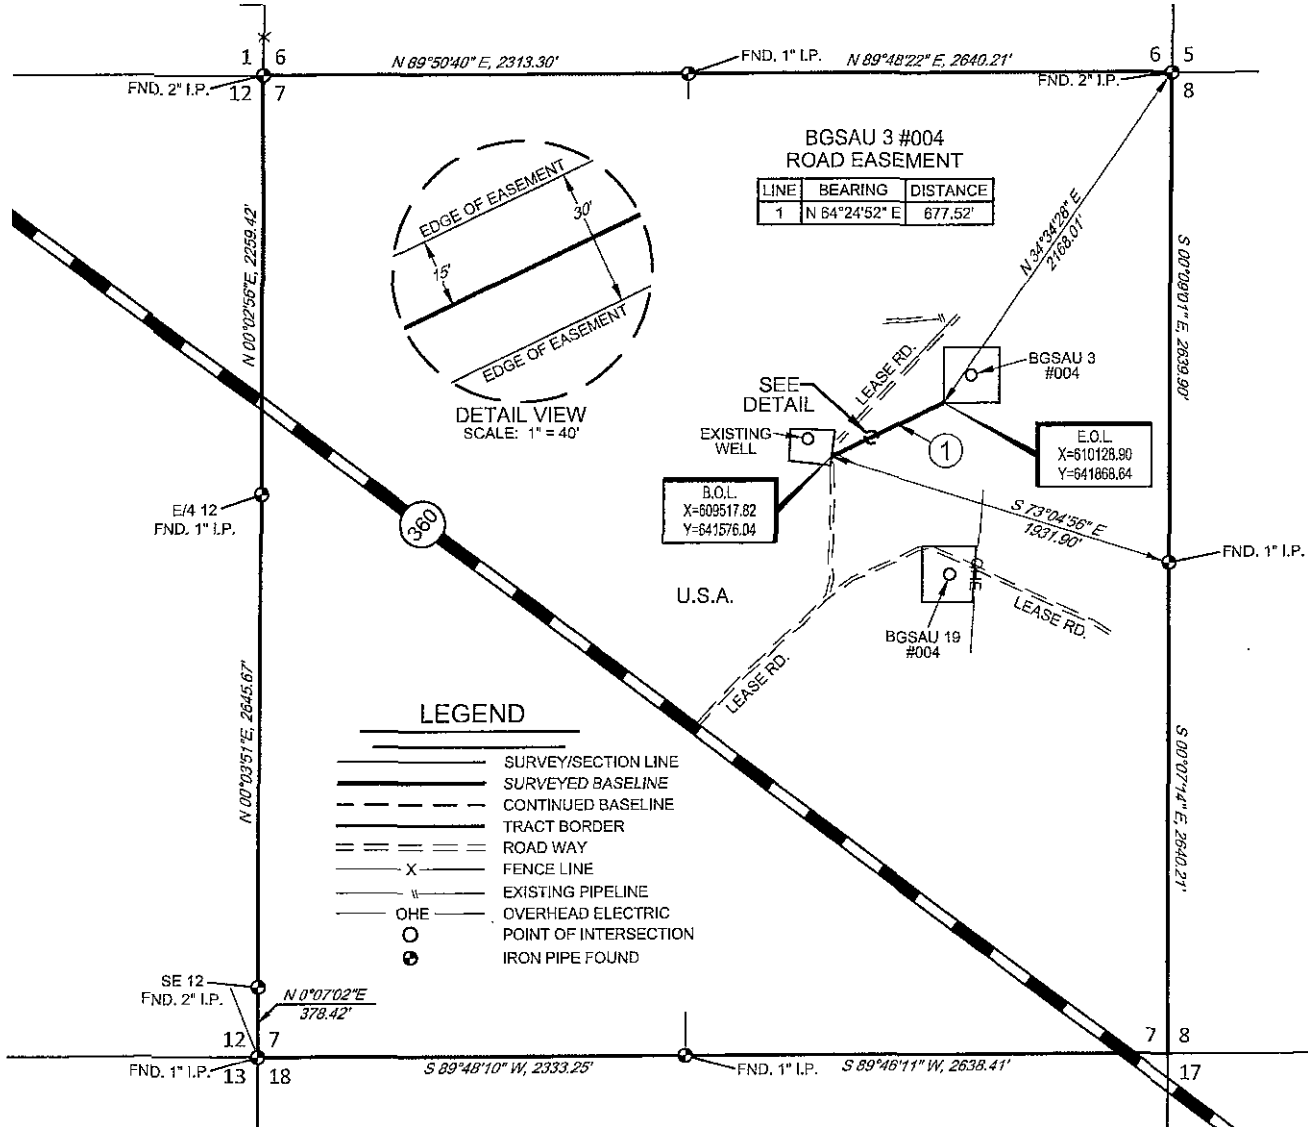 1 6
12 7
FND. 2" I.P.
N 89°50'40" E, 2313.30'
FND. 1" I.P.
N 89°48'22" E, 2640.21'
6 5
8
FND. 2" I.P.
BGSAU 3 #004
ROAD EASEMENT
LINE BEARING DISTANCE
1 N 64°24'52" E 677.52'
EDGE OF EASEMENT
30'
15'
EDGE OF EASEMENT
DETAIL VIEW
SCALE: 1" = 40'
N 00°02'56"E, 2259.42'
N 34°34'28" E
2168.01'
S 00°09'01" E, 2639.90'
LEASE RD.
BGSAU 3
#004
SEE
DETAIL
EXISTING
WELL
1
E.O.L.
X=610128.90
Y=641868.64
B.O.L.
X=609517.82
Y=641576.04
S 73°04'56" E
1931.90'
FND. 1" I.P.
E/4 12
FND. 1" I.P.
360
U.S.A.
OHE
LEASE RD.
BGSAU 19
#004
LEASE RD.
N 00°03'51"E, 2645.67'
S 00°07'14" E, 2640.21'
LEGEND
SURVEY/SECTION LINE
SURVEYED BASELINE
CONTINUED BASELINE
TRACT BORDER
ROAD WAY
X FENCE LINE
EXISTING PIPELINE
OHE OVERHEAD ELECTRIC
POINT OF INTERSECTION
IRON PIPE FOUND
SE 12
FND. 2" I.P.
N 0°07'02"E
378.42'
12 7
13 18
FND. 1" I.P.
S 89°48'10" W, 2333.25'
FND. 1" I.P.
S 89°46'11" W, 2638.41'
7 8
17